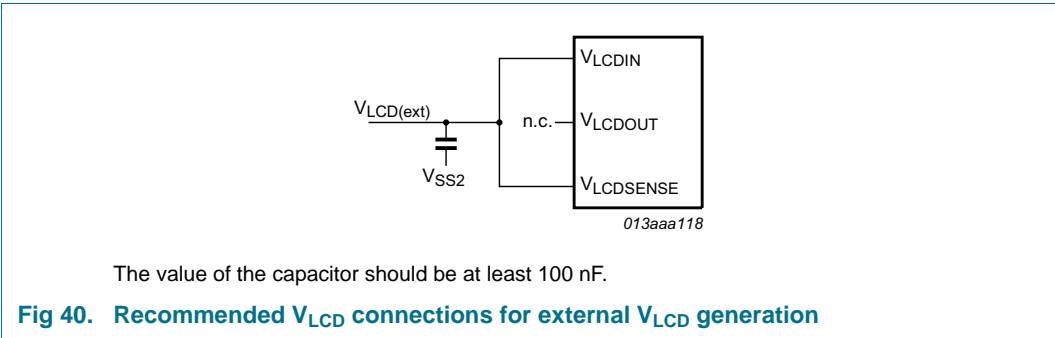 VLCDIN
VLCD(ext)
n.c.
VLCDOUT
VSS2
VLCDSENSE
013aaa118
The value of the capacitor should be at least 100 nF.
Fig 40. Recommended VLCD connections for external VLCD generation